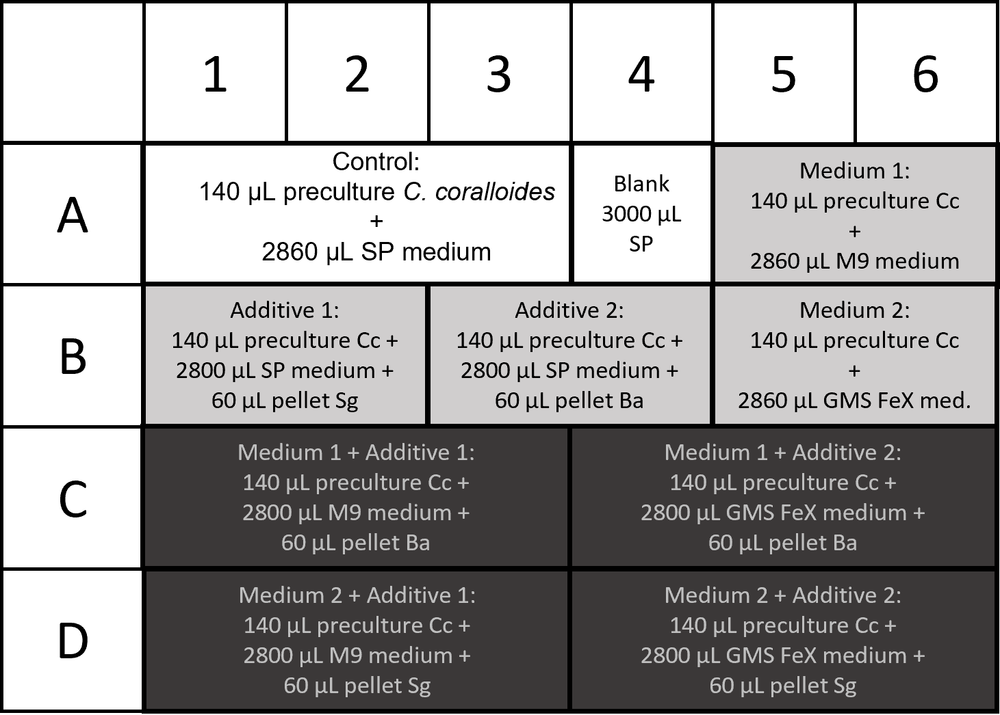 1 2 3 4 5 6
A
Control:
140 µL preculture C. coralloides
+
2860 µL SP medium
Blank
3000 µL
SP
Medium 1:
140 µL preculture Cc
+
2860 µL M9 medium
B
Additive 1:
140 µL preculture Cc +
2800 µL SP medium +
60 µL pellet Sg
Additive 2:
140 µL preculture Cc +
2800 µL SP medium +
60 µL pellet Ba
Medium 2:
140 µL preculture Cc
+
2860 µL GMS FeX med.
C
Medium 1 + Additive 1:
140 µL preculture Cc +
2800 µL M9 medium +
60 µL pellet Ba
Medium 1 + Additive 2:
140 µL preculture Cc +
2800 µL GMS FeX medium +
60 µL pellet Ba
D
Medium 2 + Additive 1:
140 µL preculture Cc +
2800 µL M9 medium +
60 µL pellet Sg
Medium 2 + Additive 2:
140 µL preculture Cc +
2800 µL GMS FeX medium +
60 µL pellet Sg